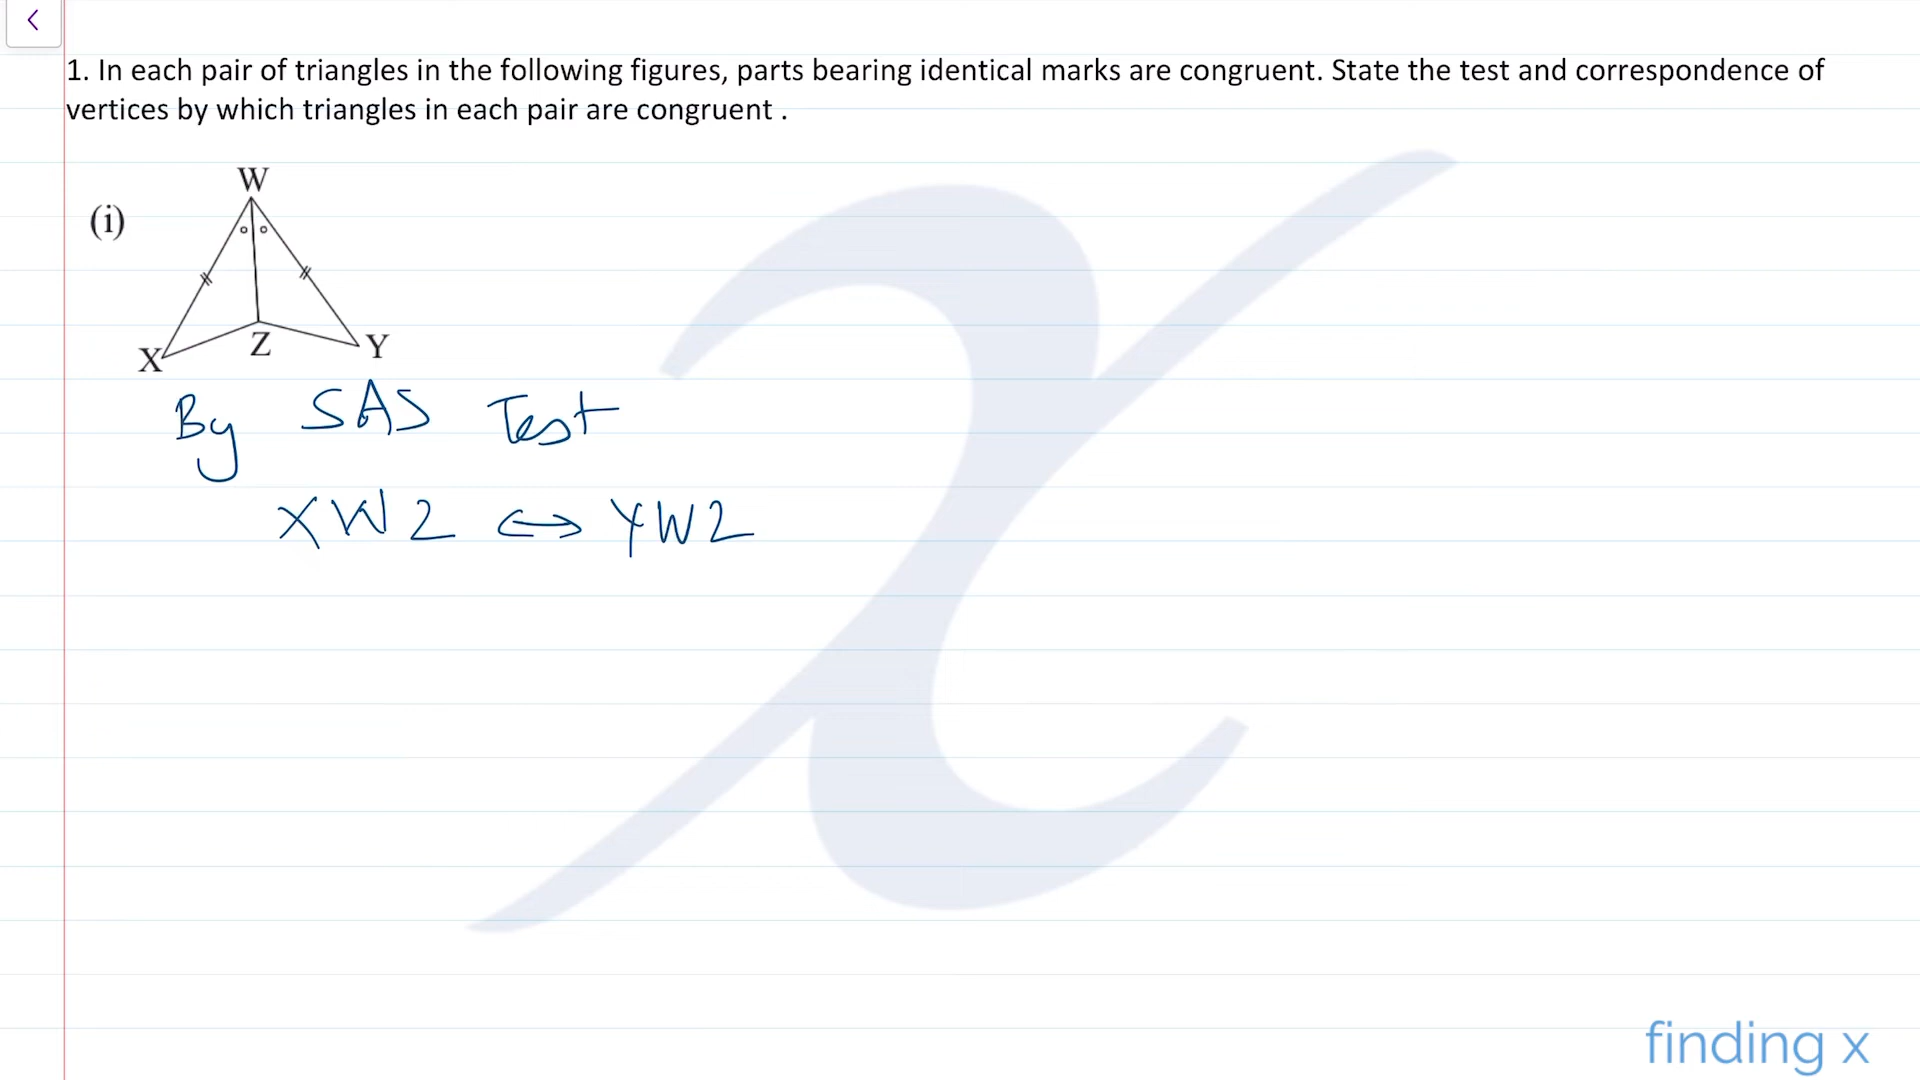 1. In each pair of triangles in the following figures, parts bearing identical marks are congruent. State the test and correspondence of
vertices by which triangles in each pair are congruent .
W
(i)
X
Z
Y
By SAS Test
XWZ ↔ YWZ
finding x